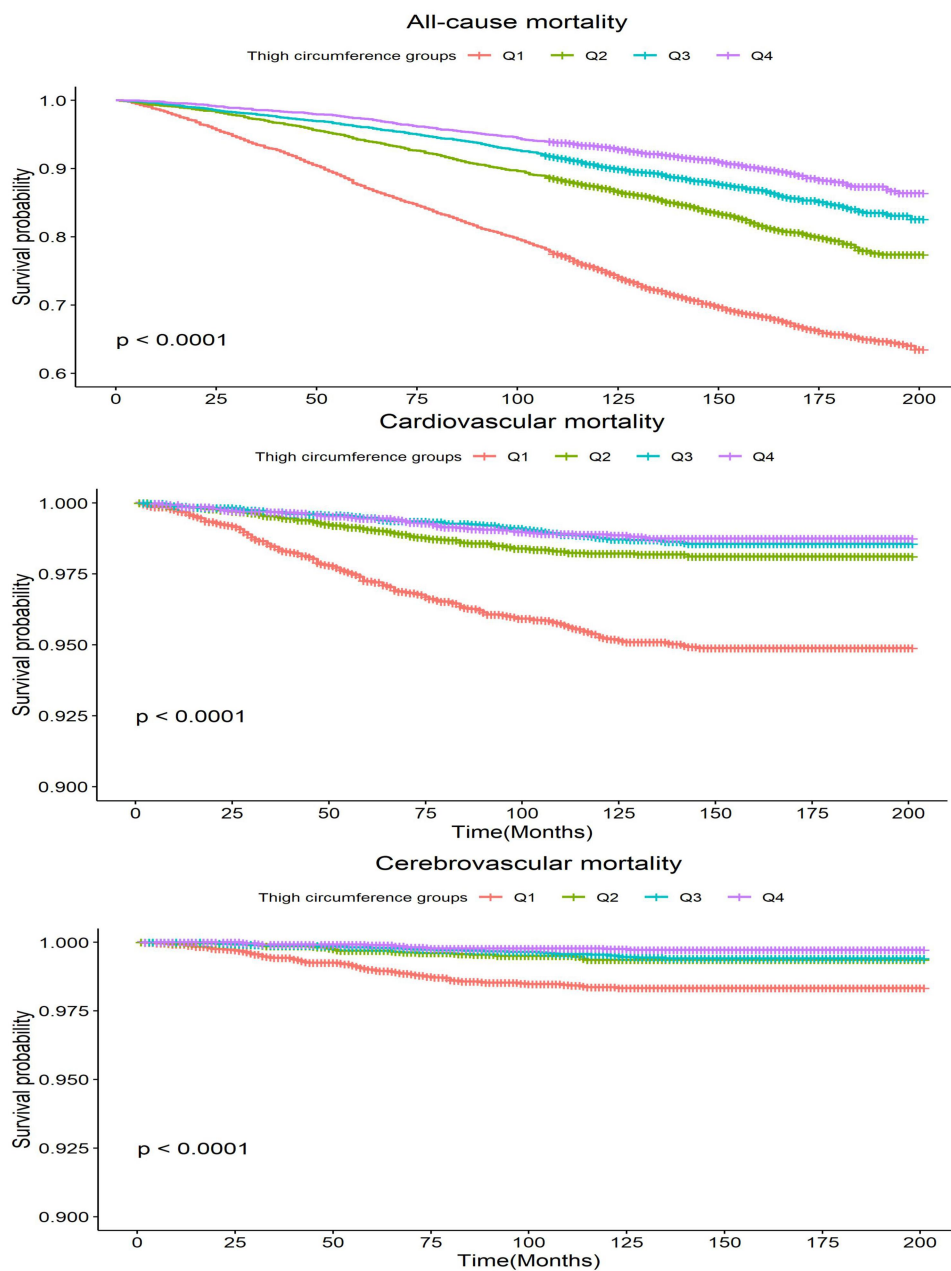 All-cause mortality
Thigh circumference groups Q1 Q2 Q3 Q4
Survival probability
1.0
0.9
0.8
0.7
0.6
p < 0.0001
0 25 50 75 100 125 150 175 200
Cardiovascular mortality
Thigh circumference groups Q1 Q2 Q3 Q4
Survival probability
1.000
0.975
0.950
0.925
0.900
p < 0.0001
0 25 50 75 100 125 150 175 200
Time(Months)
Cerebrovascular mortality
Thigh circumference groups Q1 Q2 Q3 Q4
Survival probability
1.000
0.975
0.950
0.925
0.900
p < 0.0001
0 25 50 75 100 125 150 175 200
Time(Months)